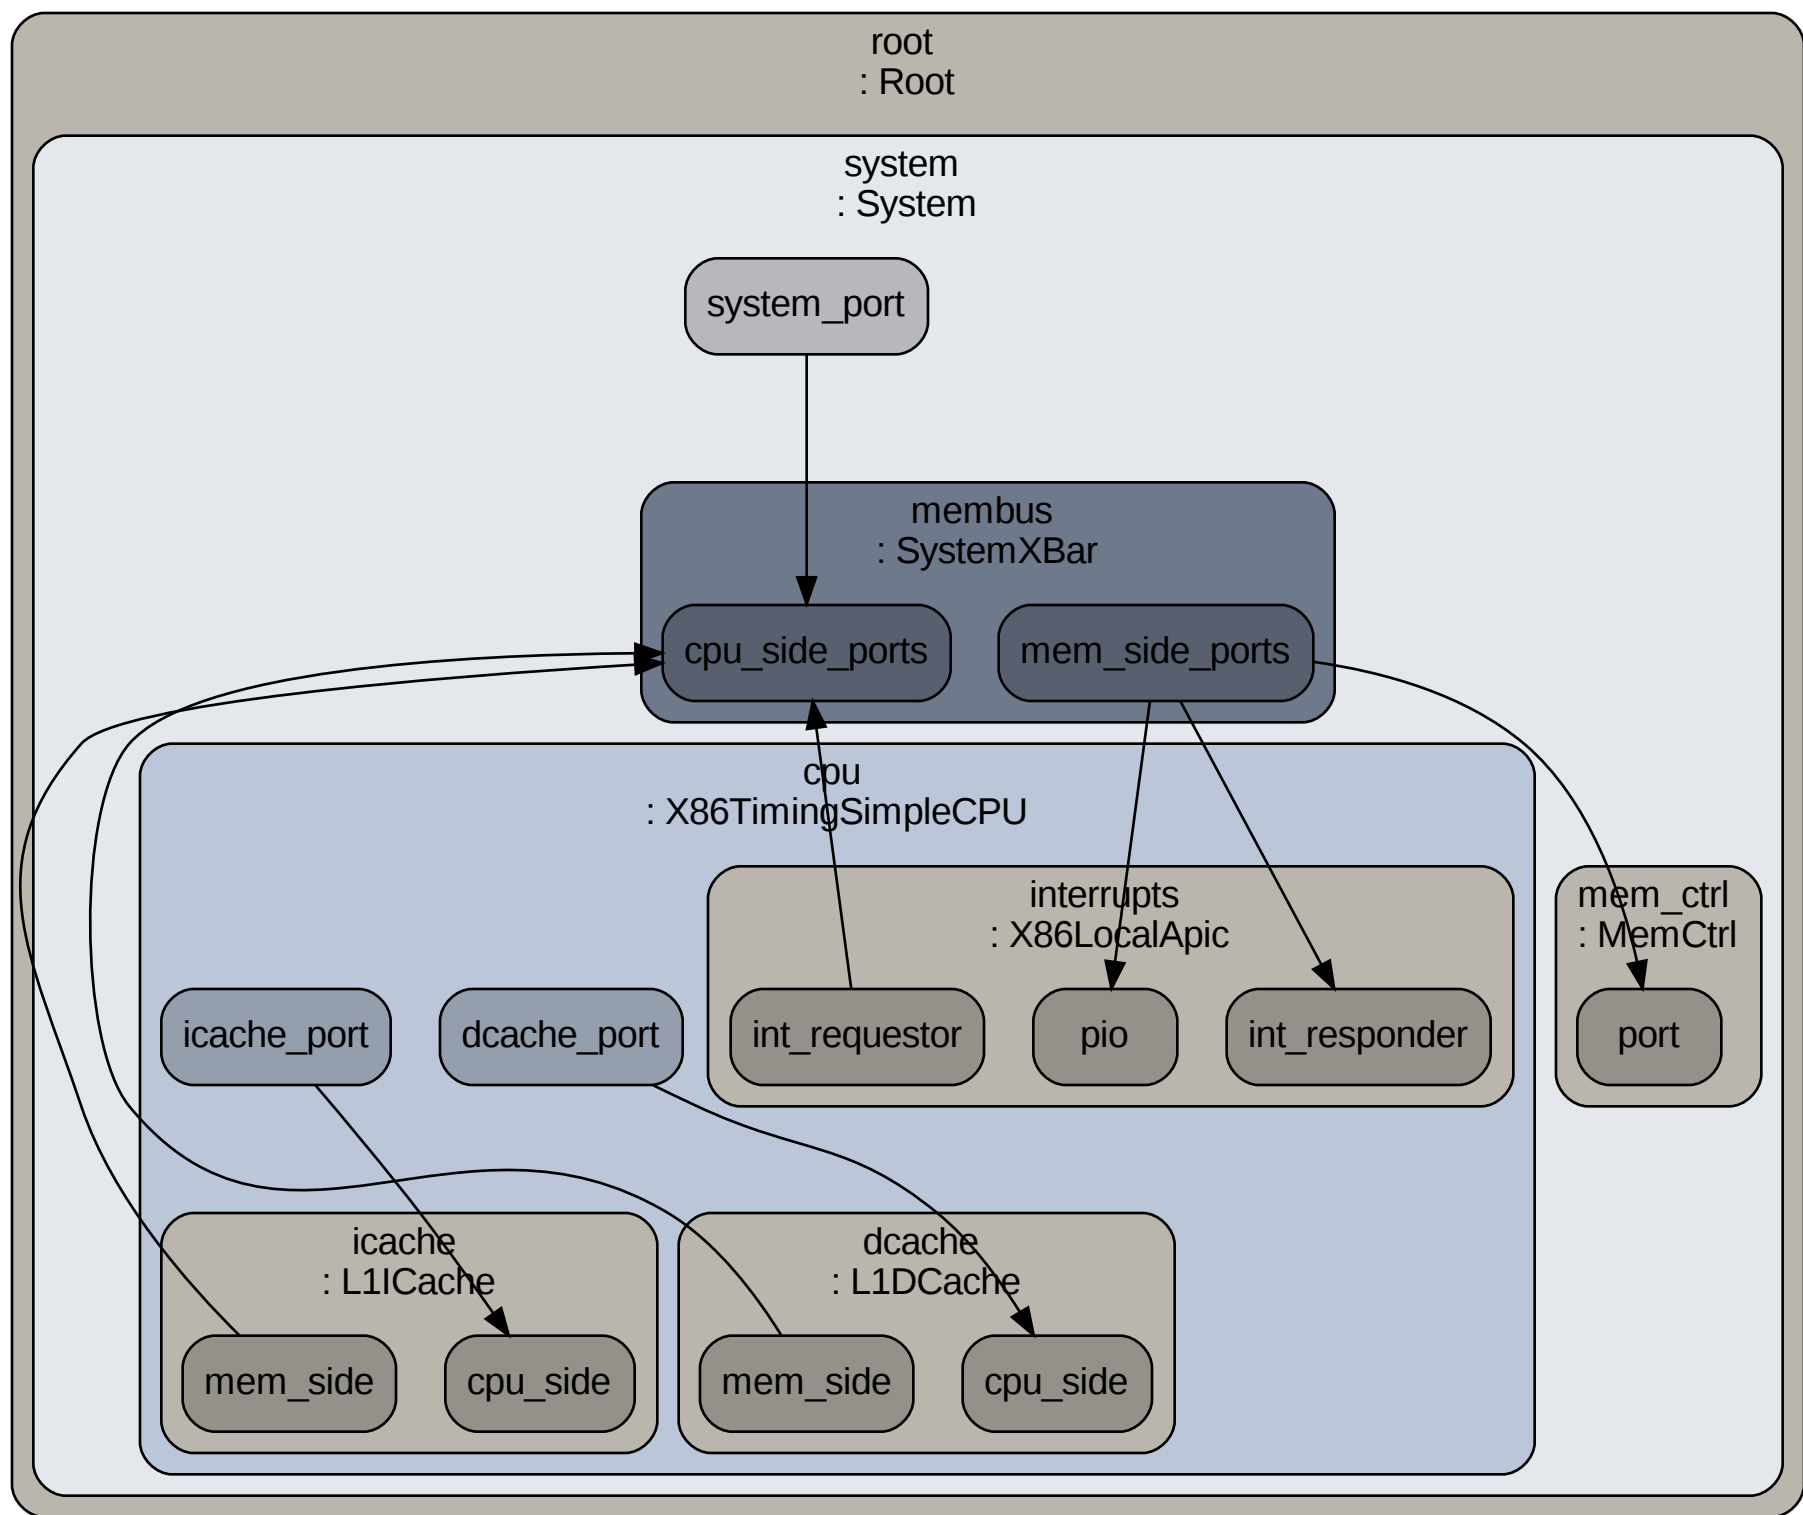 root
: Root
system
: System
system_port
membus
: SystemXBar
cpu_side_ports
mem_side_ports
cpu
: X86TimingSimpleCPU
interrupts
: X86LocalApic
mem_ctrl
: MemCtrl
icache_port
dcache_port
int_requestor
pio
int_responder
port
icache
: L1ICache
dcache
: L1DCache
mem_side
cpu_side
mem_side
cpu_side